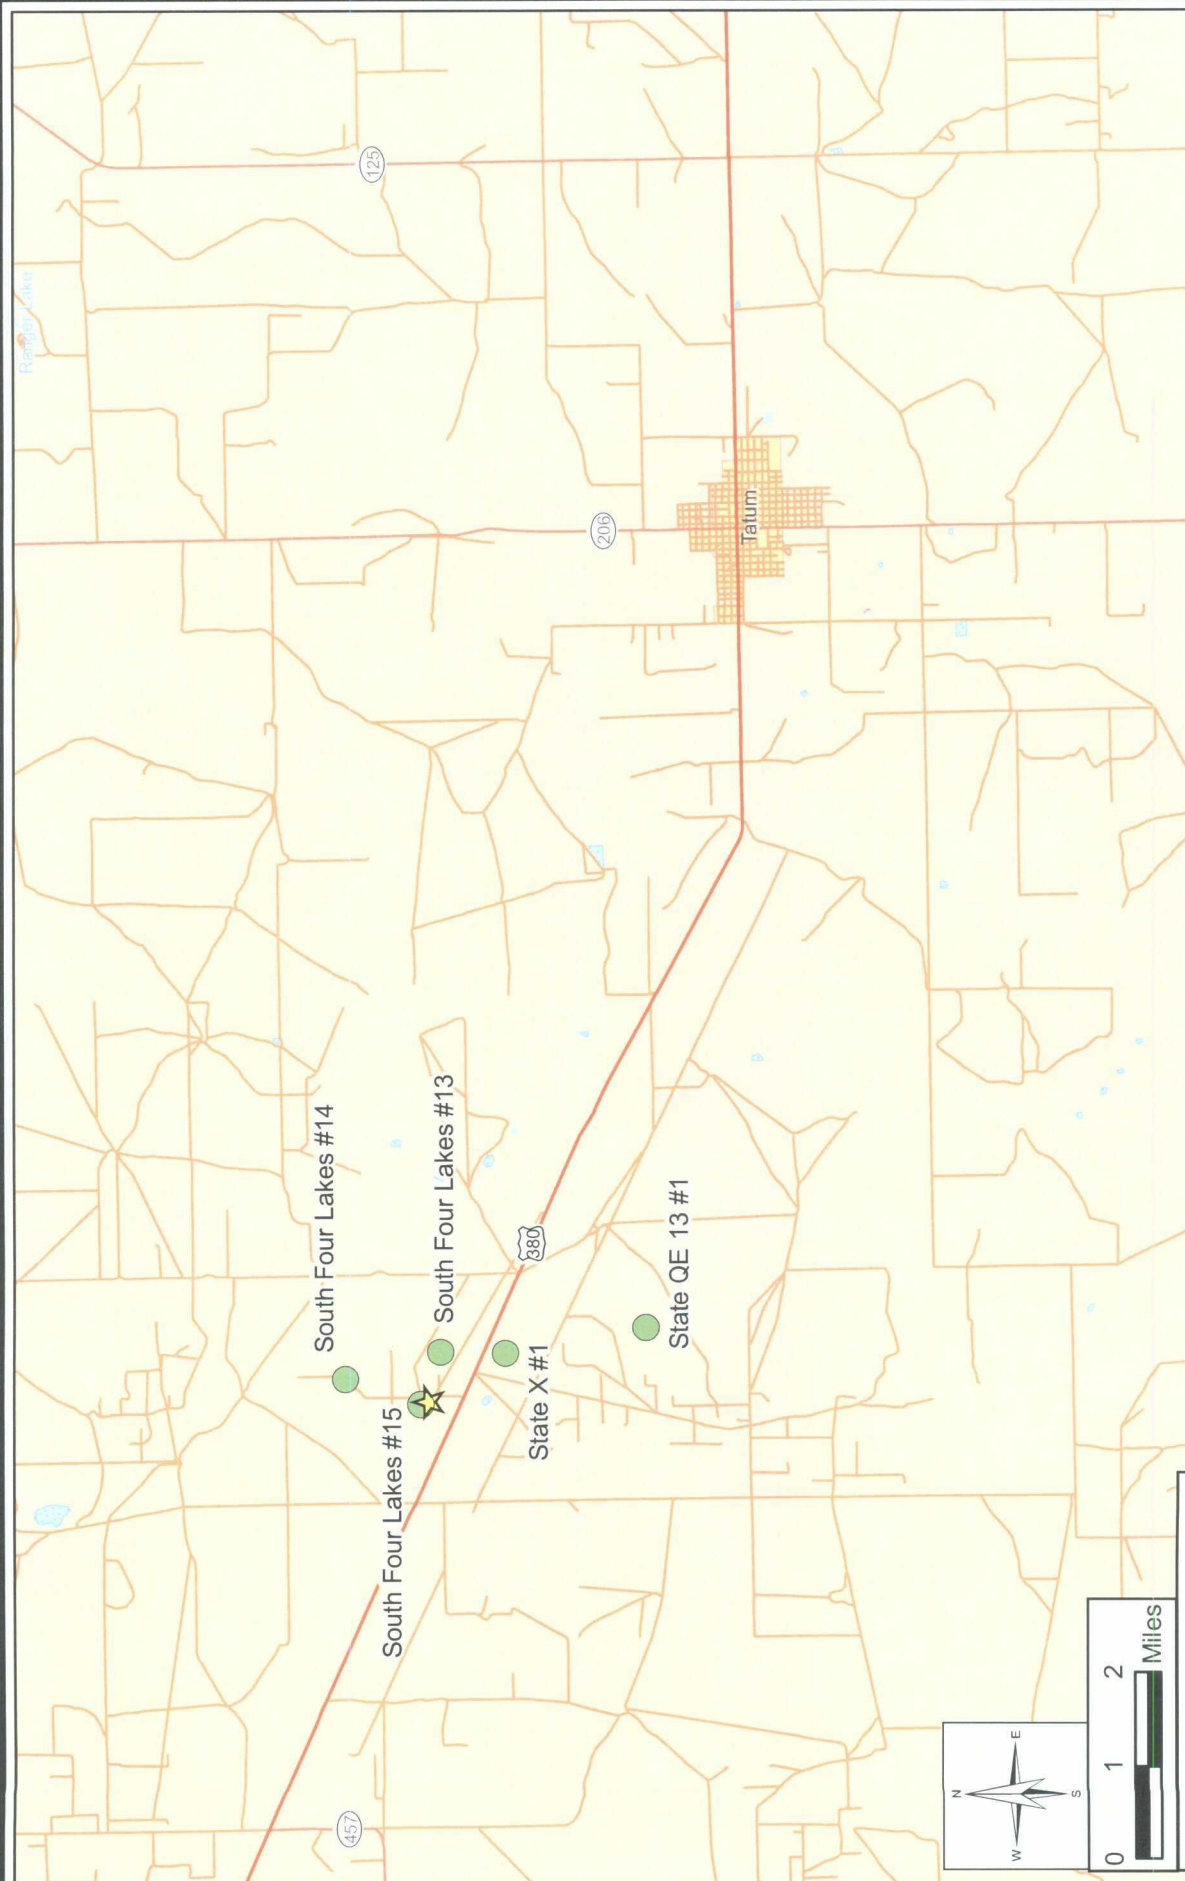 Ranger Lake
South Four Lakes #14
457
125
South Four Lakes #15
South Four Lakes #13
380
State X #1
206
State QE 13 #1
Tatum
N
W E
S
0 1 2
Miles